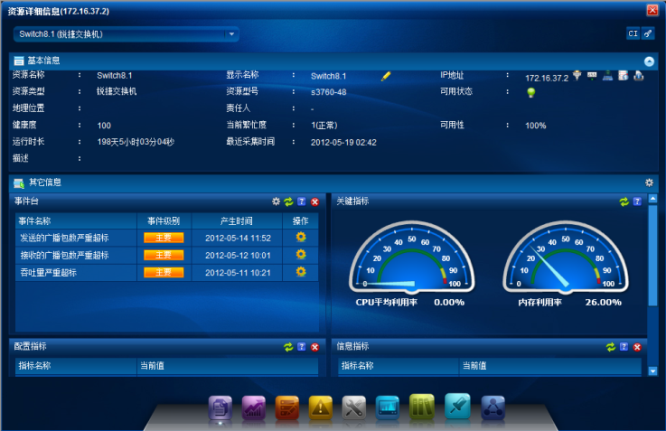 资源详细信息(172.16.37.2)
Switch8.1 (锐捷交换机)
CI
基本信息
资源名称 : Switch8.1 显示名称 : Switch8.1 IP地址 : 172.16.37.2
资源类型 : 锐捷交换机 资源型号 : s3760-48 可用状态 :
地理位置 : 责任人 : -
健康度 : 100 当前繁忙度 : 1(正常) 可用性 : 100%
运行时长 : 198天5小时03分04秒 最近采集时间 : 2012-05-19 02:42
描述 :
其它信息
事件台
事件名称 事件级别 产生时间 操作
发送的广播包数严重超标 主要 2012-05-14 11:52
接收的广播包数严重超标 主要 2012-05-12 10:01
吞吐量严重超标 主要 2012-05-11 10:21
关键指标
0 10 20 30 40 50 60 70 80 90 100
CPU平均利用率 0.00%
0 10 20 30 40 50 60 70 80 90 100
内存利用率 26.00%
配置指标
指标名称 当前值
信息指标
指标名称 当前值